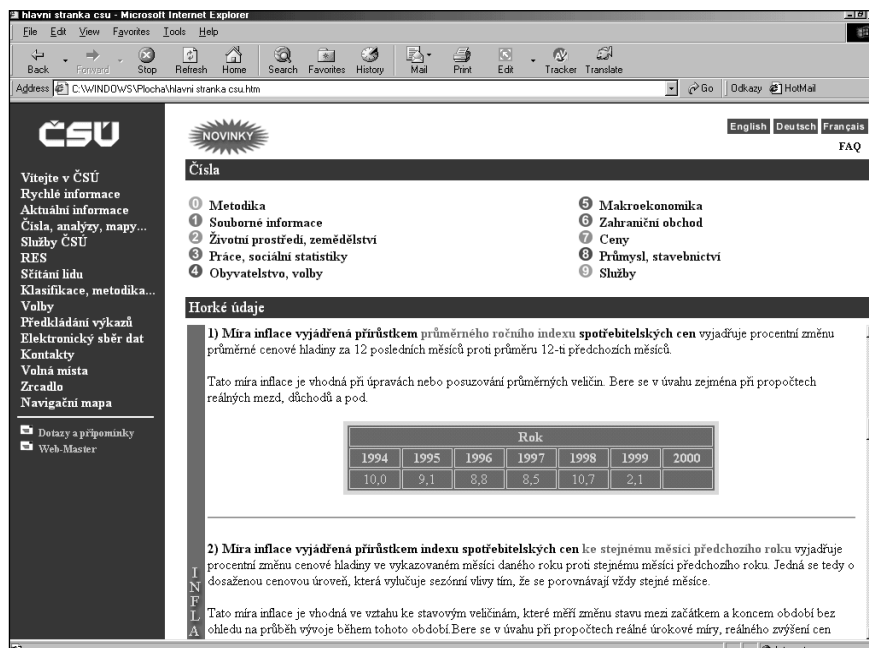 hlavni stranka csu - Microsoft Internet Explorer
File Edit View Favorites Tools Help
Back Forward Stop Refresh Home Search Favorites History Mail Print Edit Tracker Translate
Address C:\WINDOWS\Plocha\hlavni stranka csu.htm Go Odkazy HotMail
ČSÚ
Vítejte v ČSÚ
Rychlé informace
Aktuální informace
Čísla, analýzy, mapy...
Služby ČSÚ
RES
Sčítání lidu
Klasifikace, metodika...
Volby
Předkládání výkazů
Elektronický sběr dat
Kontakty
Volná místa
Zrcadlo
Navigační mapa
Dotazy a připomínky
Web-Master
NOVINKY
English Deutsch Français
FAQ
Čísla
0 Metodika
1 Souborné informace
2 Životní prostředí, zemědělství
3 Práce, sociální statistiky
4 Obyvatelstvo, volby
5 Makroekonomika
6 Zahraniční obchod
7 Ceny
8 Průmysl, stavebnictví
9 Služby
Horké údaje
1) Míra inflace vyjádřená přírůstkem průměrného ročního indexu spotřebitelských cen vyjadřuje procentní změnu
průměrné cenové hladiny za 12 posledních měsíců proti průměru 12-ti předchozích měsíců.
Tato míra inflace je vhodná při úpravách nebo posuzování průměrných veličin. Bere se v úvahu zejména při propočtech
reálných mezd, důchodů a pod.
Rok
1994 1995 1996 1997 1998 1999 2000
10,0 9,1 8,8 8,5 10,7 2,1
2) Míra inflace vyjádřená přírůstkem indexu spotřebitelských cen ke stejnému měsíci předchozího roku vyjadřuje
procentní změnu cenové hladiny ve vykazovaném měsíci daného roku proti stejnému měsíci předchozího roku. Jedná se tedy o
dosaženou cenovou úroveň, která vylučuje sezónní vlivy tím, že se porovnávají vždy stejné měsíce.
Tato míra inflace je vhodná ve vztahu ke stavovým veličinám, které měří změnu stavu mezi začátkem a koncem období bez
ohledu na průběh vývoje během tohoto období.Bere se v úvahu při propočtech reálné úrokové míry, reálného zvýšení cen
I
N
F
L
A